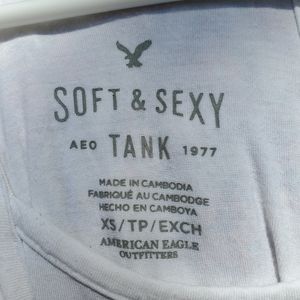 SOFT & SEXY
AEO TANK 1977
MADE IN CAMBODIA
FABRIQUÉ AU CAMBODGE
HECHO EN CAMBOYA
XS/TP/EXCH
AMERICAN EAGLE
OUTFITTERS